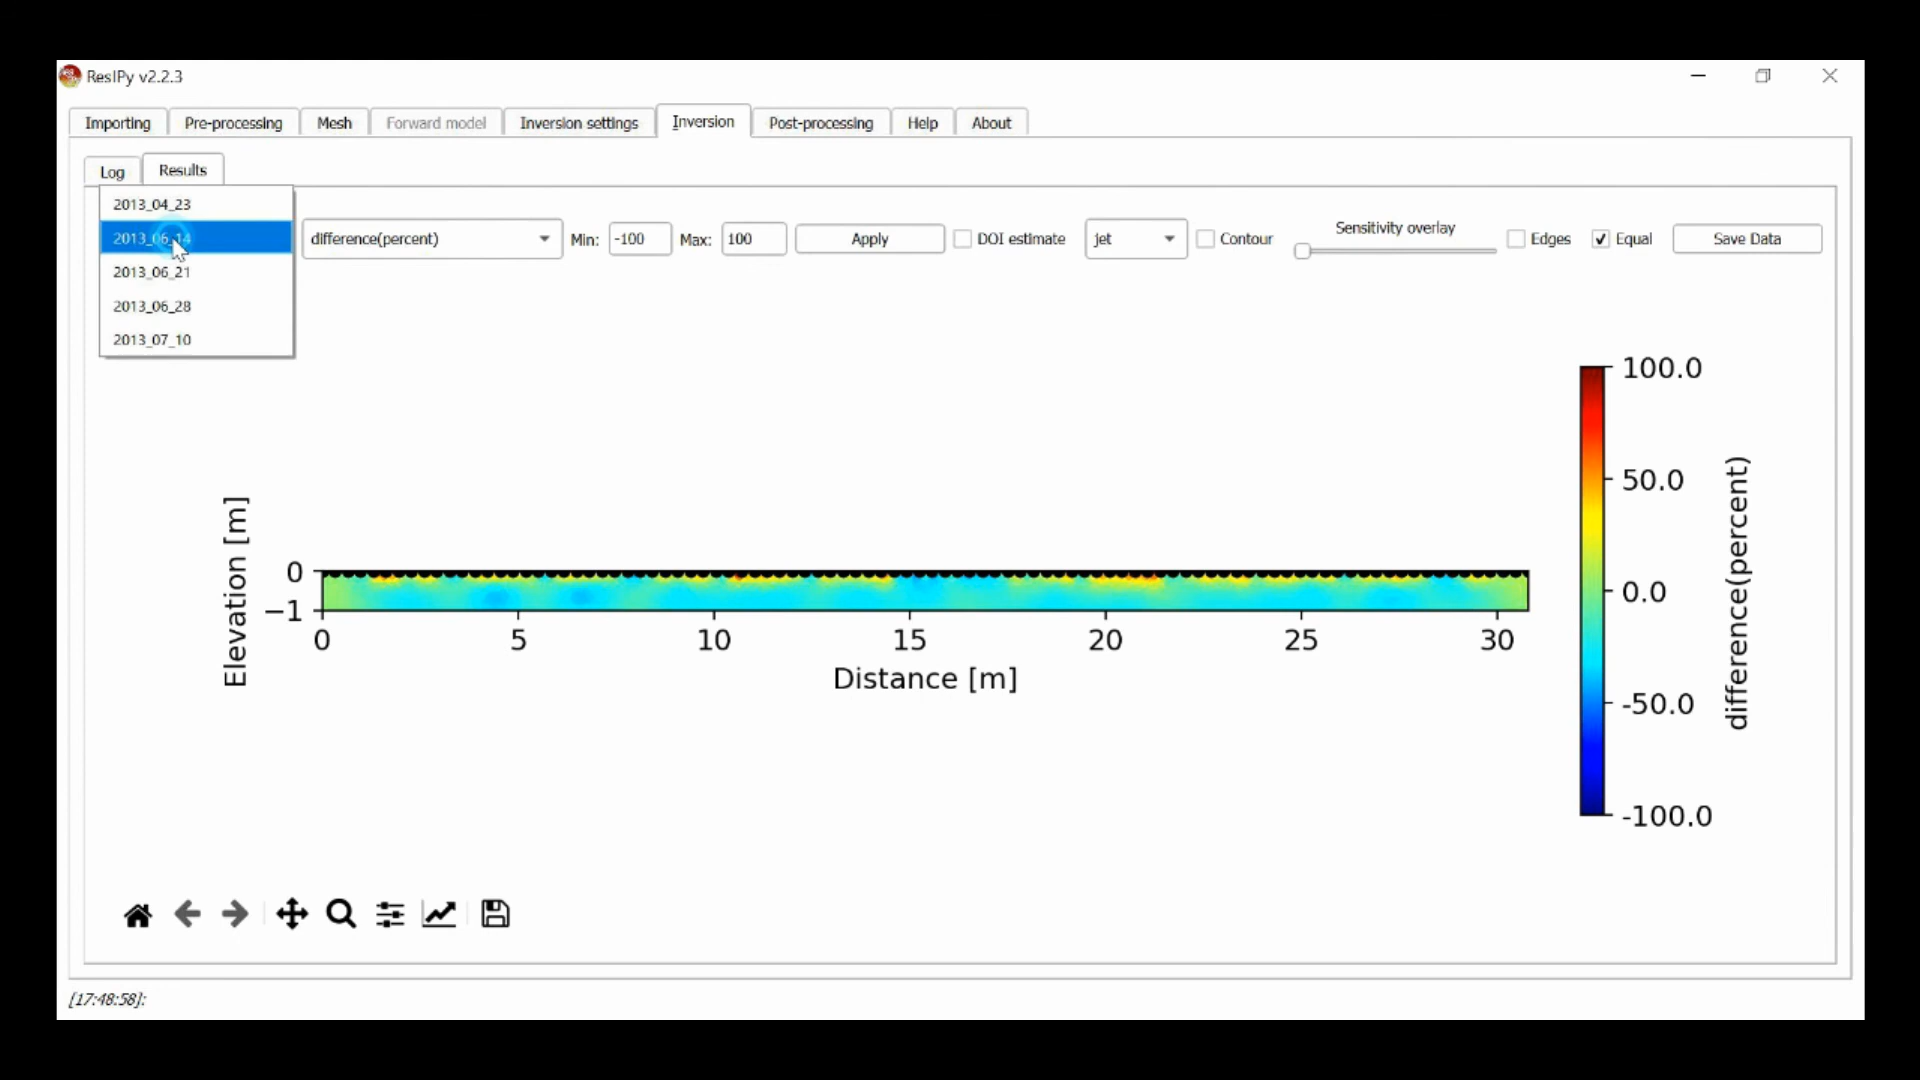 ResIPy v2.2.3
Importing
Pre-processing
Mesh
Forward model
Inversion settings
Inversion
Post-processing
Help
About
Log
Results
2013_04_23
2013_06_14
2013_06_21
2013_06_28
2013_07_10
difference(percent)
Min:
-100
Max:
100
Apply
DOI estimate
jet
Contour
Sensitivity overlay
Edges
Equal
Save Data
Elevation [m]
0
−1
0
5
10
15
20
25
30
Distance [m]
100.0
50.0
0.0
-50.0
-100.0
difference(percent)
[17:48:58]: